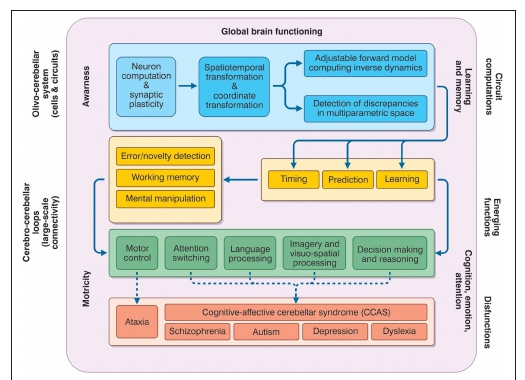 Global brain functioning
Olivo-cerebellar
system
(cells & circuits)
Awarness
Neuron
computation
&
synaptic
plasticity
Spatiotemporal
transformation
&
coordinate
transformation
Adjustable forward model
computing inverse dynamics
Detection of discrepancies
in multiparametric space
Learning
and memory
Circuit
computations
Error/novelty detection
Working memory
Mental manipulation
Timing
Prediction
Learning
Emerging
functions
Cerebro-cerebellar
loops
(large-scale
connectivity)
Motor
control
Attention
switching
Language
processing
Imagery and
visuo-spatial
processing
Decision making
and reasoning
Motricity
Cognition, emotion,
attention
Ataxia
Cognitive-affective cerebellar syndrome (CCAS)
Schizophrenia
Autism
Depression
Dyslexia
Disfunctions